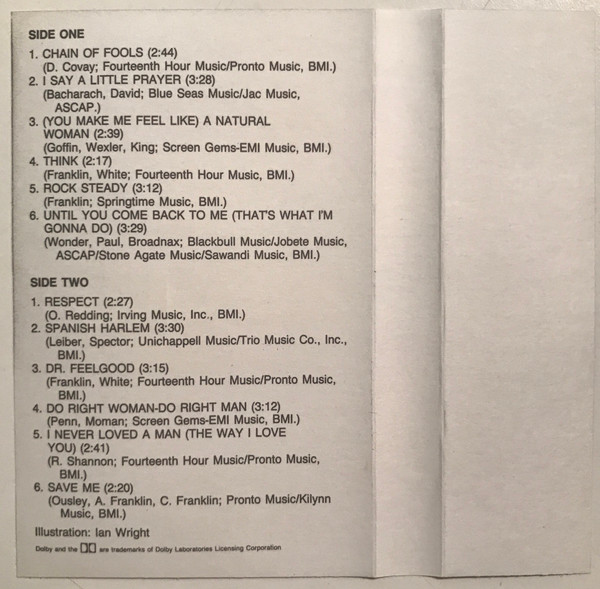 SIDE ONE
1. CHAIN OF FOOLS (2:44)
(D. Covay; Fourteenth Hour Music/Pronto Music, BMI.)
2. I SAY A LITTLE PRAYER (3:28)
(Bacharach, David; Blue Seas Music/Jac Music,
ASCAP.)
3. (YOU MAKE ME FEEL LIKE) A NATURAL
WOMAN (2:39)
(Goffin, Wexler, King; Screen Gems-EMI Music, BMI.)
4. THINK (2:17)
(Franklin, White; Fourteenth Hour Music, BMI.)
5. ROCK STEADY (3:12)
(Franklin; Springtime Music, BMI.)
6. UNTIL YOU COME BACK TO ME (THAT'S WHAT I'M
GONNA DO) (3:29)
(Wonder, Paul, Broadnax; Blackbull Music/Jobete Music,
ASCAP/Stone Agate Music/Sawandi Music, BMI.)
SIDE TWO
1. RESPECT (2:27)
(O. Redding; Irving Music, Inc., BMI.)
2. SPANISH HARLEM (3:30)
(Leiber, Spector; Unichappell Music/Trio Music Co., Inc.,
BMI.)
3. DR. FEELGOOD (3:15)
(Franklin, White; Fourteenth Hour Music/Pronto Music,
BMI.)
4. DO RIGHT WOMAN-DO RIGHT MAN (3:12)
(Penn, Moman; Screen Gems-EMI Music, BMI.)
5. I NEVER LOVED A MAN (THE WAY I LOVE
YOU) (2:41)
(R. Shannon; Fourteenth Hour Music/Pronto Music,
BMI.)
6. SAVE ME (2:20)
(Ousley, A. Franklin, C. Franklin; Pronto Music/Kilynn
Music, BMI.)
Illustration: Ian Wright
Dolby and the are trademarks of Dolby Laboratories Licensing Corporation